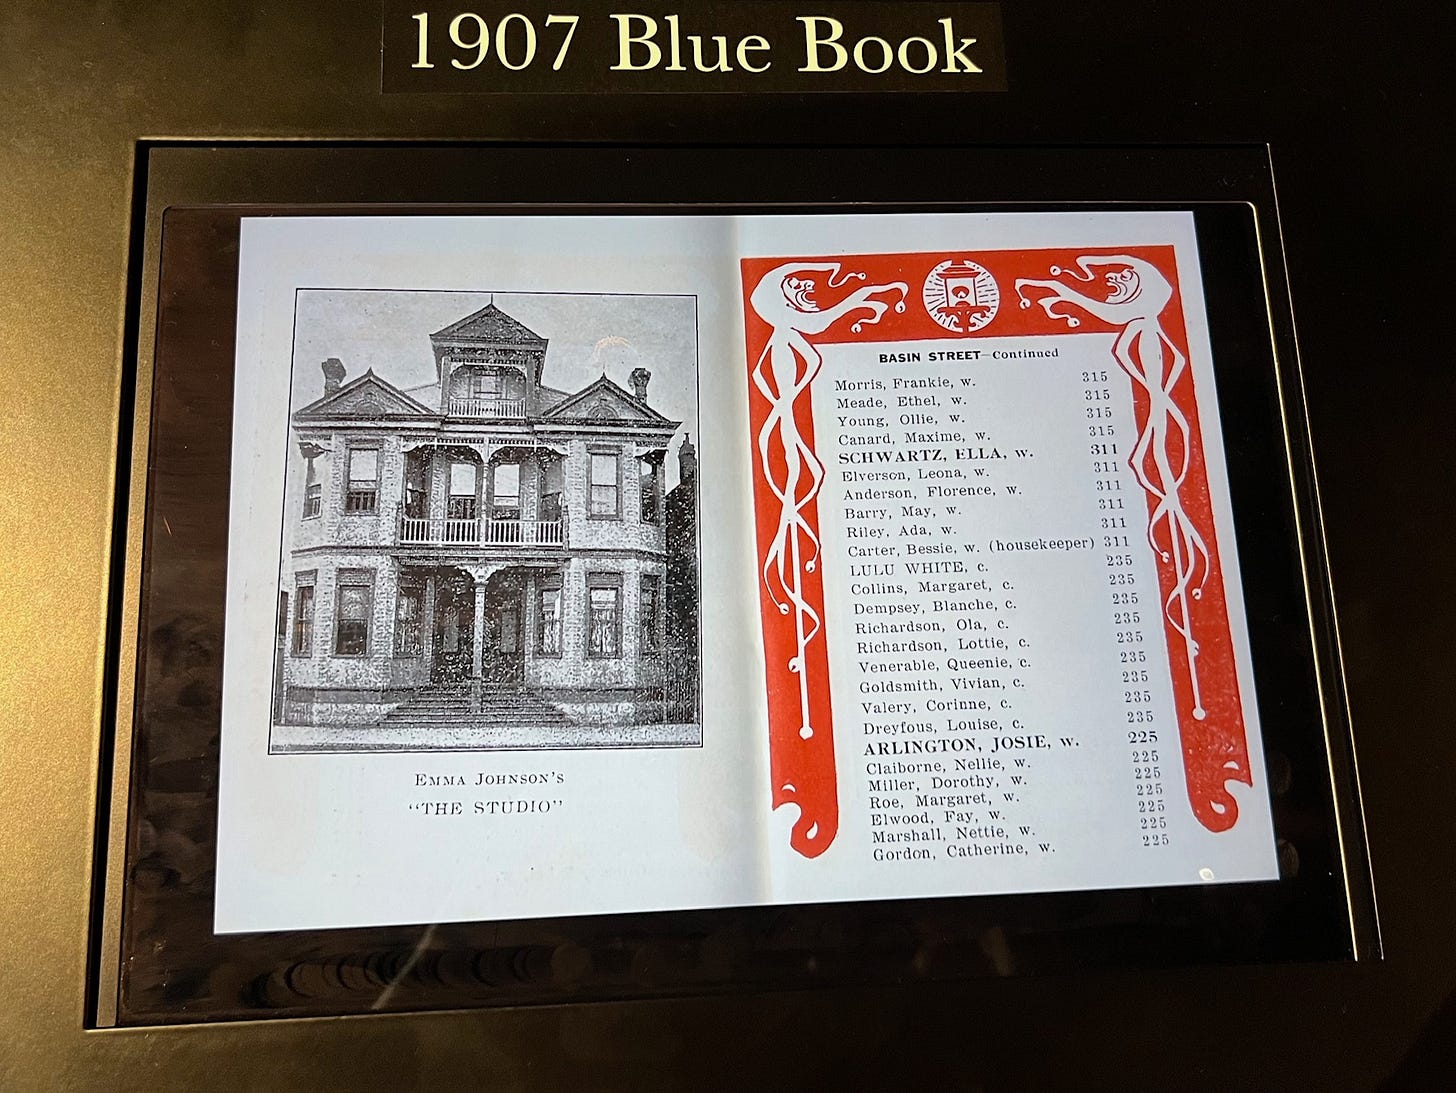 1907 Blue Book
EMMA JOHNSON'S
"THE STUDIO"
BASIN STREET—Continued
Morris, Frankie, w. 315
Meade, Ethel, w. 315
Young, Ollie, w. 315
Canard, Maxime, w. 315
SCHWARTZ, ELLA, w. 311
Elverson, Leona, w. 311
Anderson, Florence, w. 311
Barry, May, w. 311
Riley, Ada, w. 311
Carter, Bessie, w. (housekeeper) 311
LULU WHITE, c. 235
Collins, Margaret, c. 235
Dempsey, Blanche, c. 235
Richardson, Ola, c. 235
Richardson, Lottie, c. 235
Venerable, Queenie, c. 235
Goldsmith, Vivian, c. 235
Valery, Corinne, c. 235
Dreyfous, Louise, c. 235
ARLINGTON, JOSIE, w. 225
Claiborne, Nellie, w. 225
Miller, Dorothy, w. 225
Roe, Margaret, w. 225
Elwood, Fay, w. 225
Marshall, Nettie, w. 225
Gordon, Catherine, w. 225